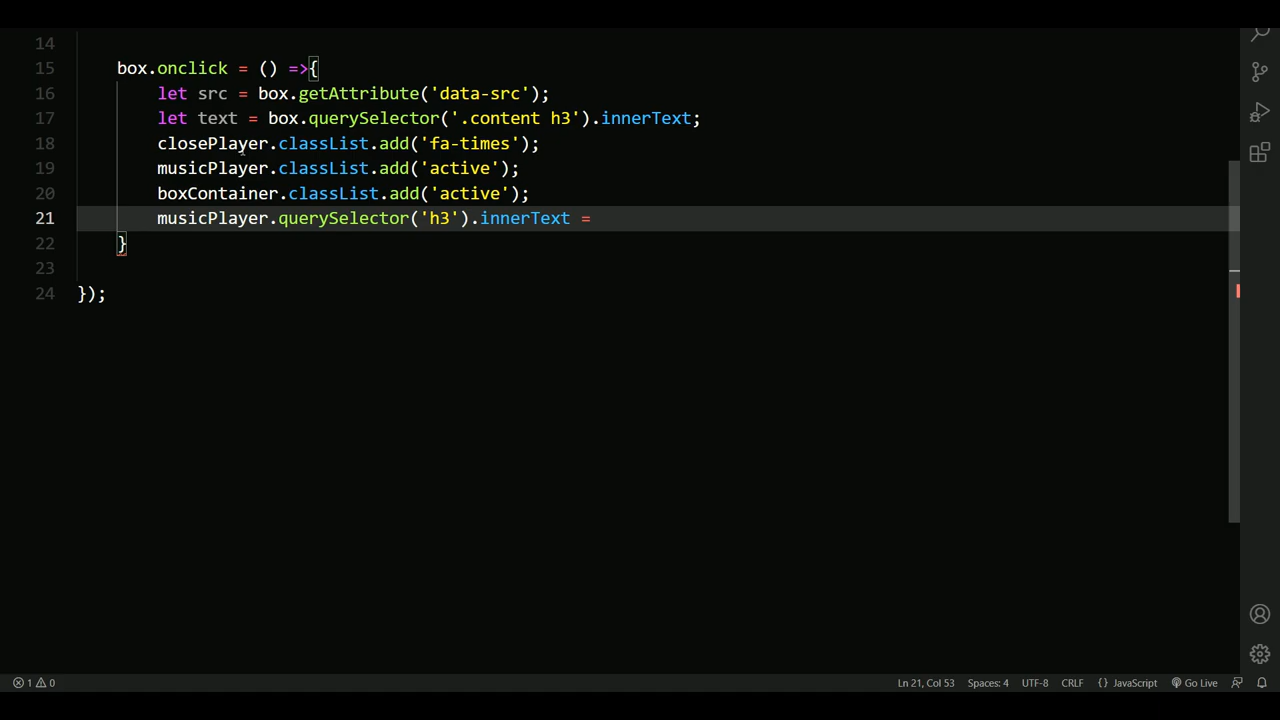 14
15 box.onclick = () =>{
16 let src = box.getAttribute('data-src');
17 let text = box.querySelector('.content h3').innerText;
18 closePlayer.classList.add('fa-times');
19 musicPlayer.classList.add('active');
20 boxContainer.classList.add('active');
21 musicPlayer.querySelector('h3').innerText =
22 }
23
24 });
1 0 Ln 21, Col 53 Spaces: 4 UTF-8 CRLF {} JavaScript Go Live